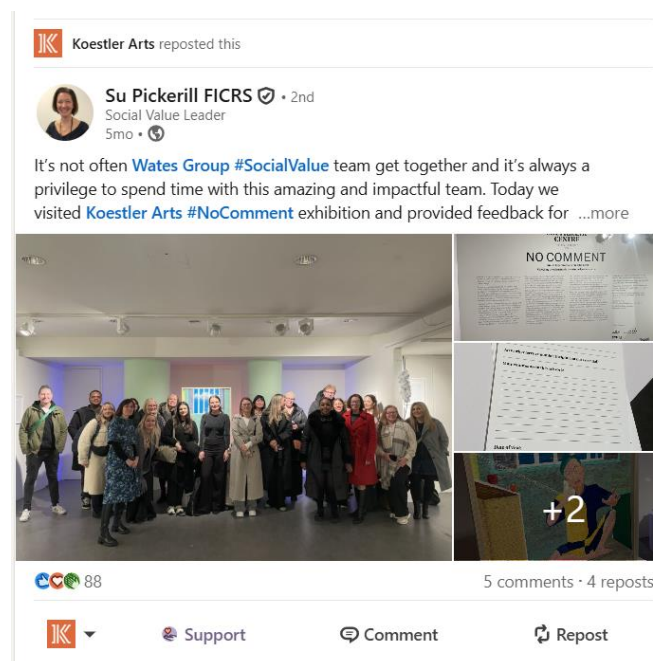 Koestler Arts reposted this
Su Pickerill FICRS • 2nd
Social Value Leader
5mo •
It's not often Wates Group #SocialValue team get together and it's always a
privilege to spend time with this amazing and impactful team. Today we
visited Koestler Arts #NoComment exhibition and provided feedback for ...more
CENTRE
NO COMMENT
+2
88
5 comments · 4 reposts
Support
Comment
Repost